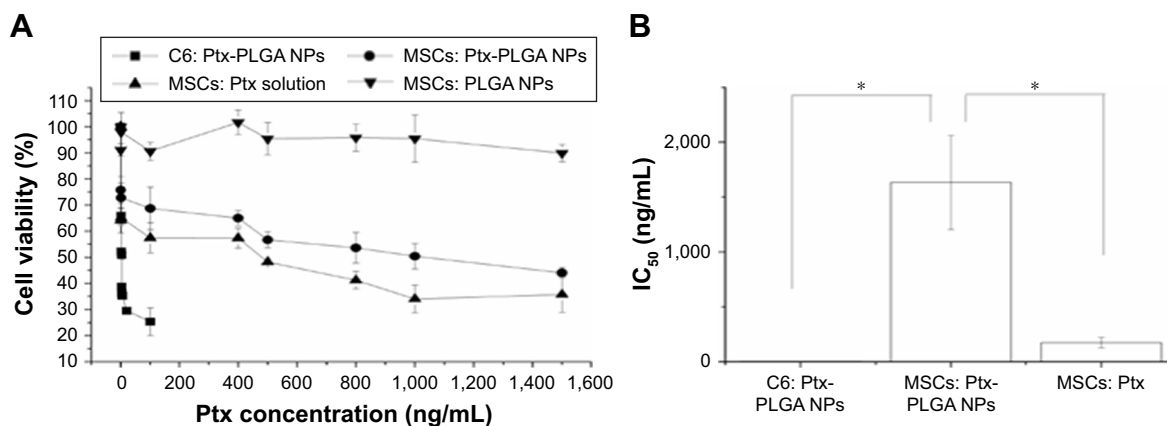 A
C6: Ptx-PLGA NPs
MSCs: Ptx-PLGA NPs
MSCs: Ptx solution
MSCs: PLGA NPs
Cell viability (%)
110
100
90
80
70
60
50
40
30
20
10
0
200
400
600
800
1,000
1,200
1,400
1,600
Ptx concentration (ng/mL)
B
*
*
IC50 (ng/mL)
2,000
1,000
0
C6: Ptx-
PLGA NPs
MSCs: Ptx-
PLGA NPs
MSCs: Ptx